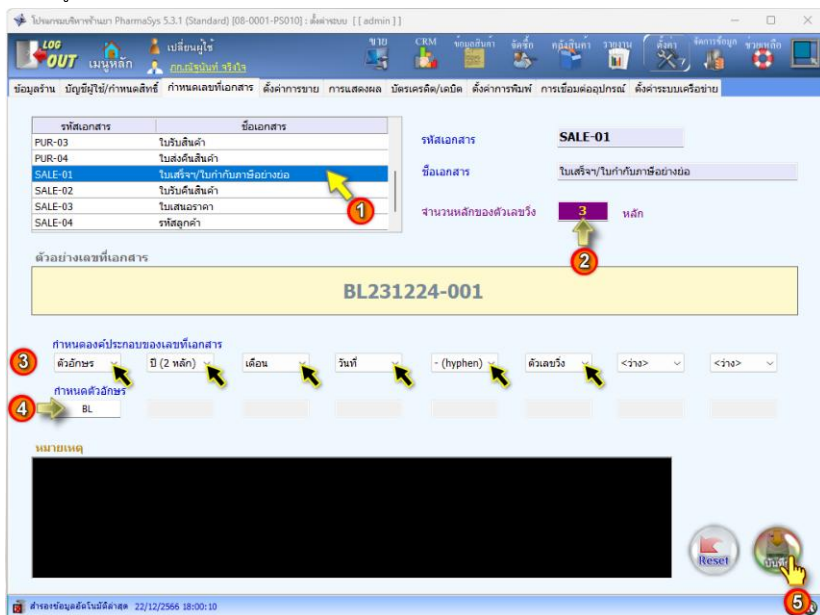 โปรแกรมบริหารร้านยา PharmaSys 5.3.1 (Standard) [08-0001-PS010] : ตั้งค่าระบบ [[ admin ]]
LOG OUT เมนูหลัก เปลี่ยนผู้ใช้ ขาย CRM ข้อมูลสินค้า จัดซื้อ คลังสินค้า รายงาน ตั้งค่า จัดการข้อมูล ช่วยเหลือ
ข้อมูลร้าน บัญชีผู้ใช้/กำหนดสิทธิ์ กำหนดเลขที่เอกสาร ตั้งค่าการขาย การแสดงผล บัตรเครดิต/เดบิต ตั้งค่าการพิมพ์ การเชื่อมต่ออุปกรณ์ ตั้งค่าระบบเครือข่าย
รหัสเอกสาร ชื่อเอกสาร
PUR-03 ใบรับสินค้า
PUR-04 ใบส่งคืนสินค้า
SALE-01 ใบเสร็จฯ/ใบกำกับภาษีอย่างย่อ
SALE-02 ใบรับคืนสินค้า
SALE-03 ใบเสนอราคา
SALE-04 รหัสลูกค้า
1
รหัสเอกสาร SALE-01
ชื่อเอกสาร ใบเสร็จฯ/ใบกำกับภาษีอย่างย่อ
จำนวนหลักของตัวเลขวิ่ง 3 หลัก
2
ตัวอย่างเลขที่เอกสาร
BL231224-001
กำหนดองค์ประกอบของเลขที่เอกสาร
3 ตัวอักษร ปี (2 หลัก) เดือน วันที่ - (hyphen) ตัวเลขวิ่ง <ว่าง> <ว่าง>
กำหนดตัวอักษร
4 BL
หมายเหตุ
Reset บันทึก
5
สำรองข้อมูลอัตโนมัติล่าสุด 22/12/2566 18:00:10